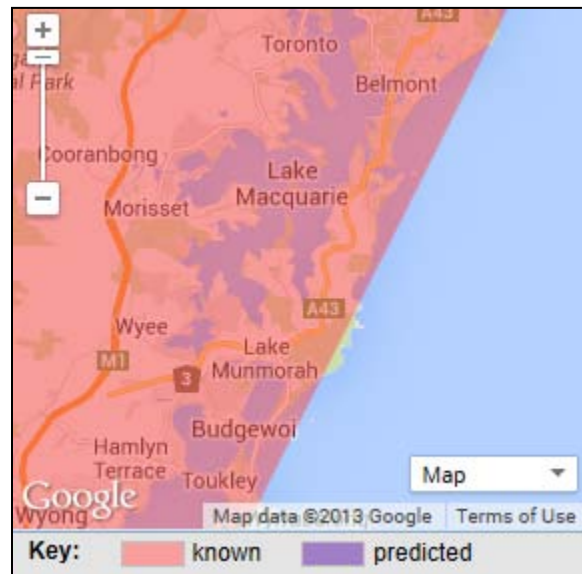 A43
Toronto
al Park
Belmont
Cooranbong
Lake
Macquarie
Morisset
A43
Wyee
Lake
Munmorah
M1
3
Budgewoi
Hamlyn
Terrace
Toukley
Map
Google
Wyong
Map data ©2013 Google
Terms of Use
Key:
known
predicted